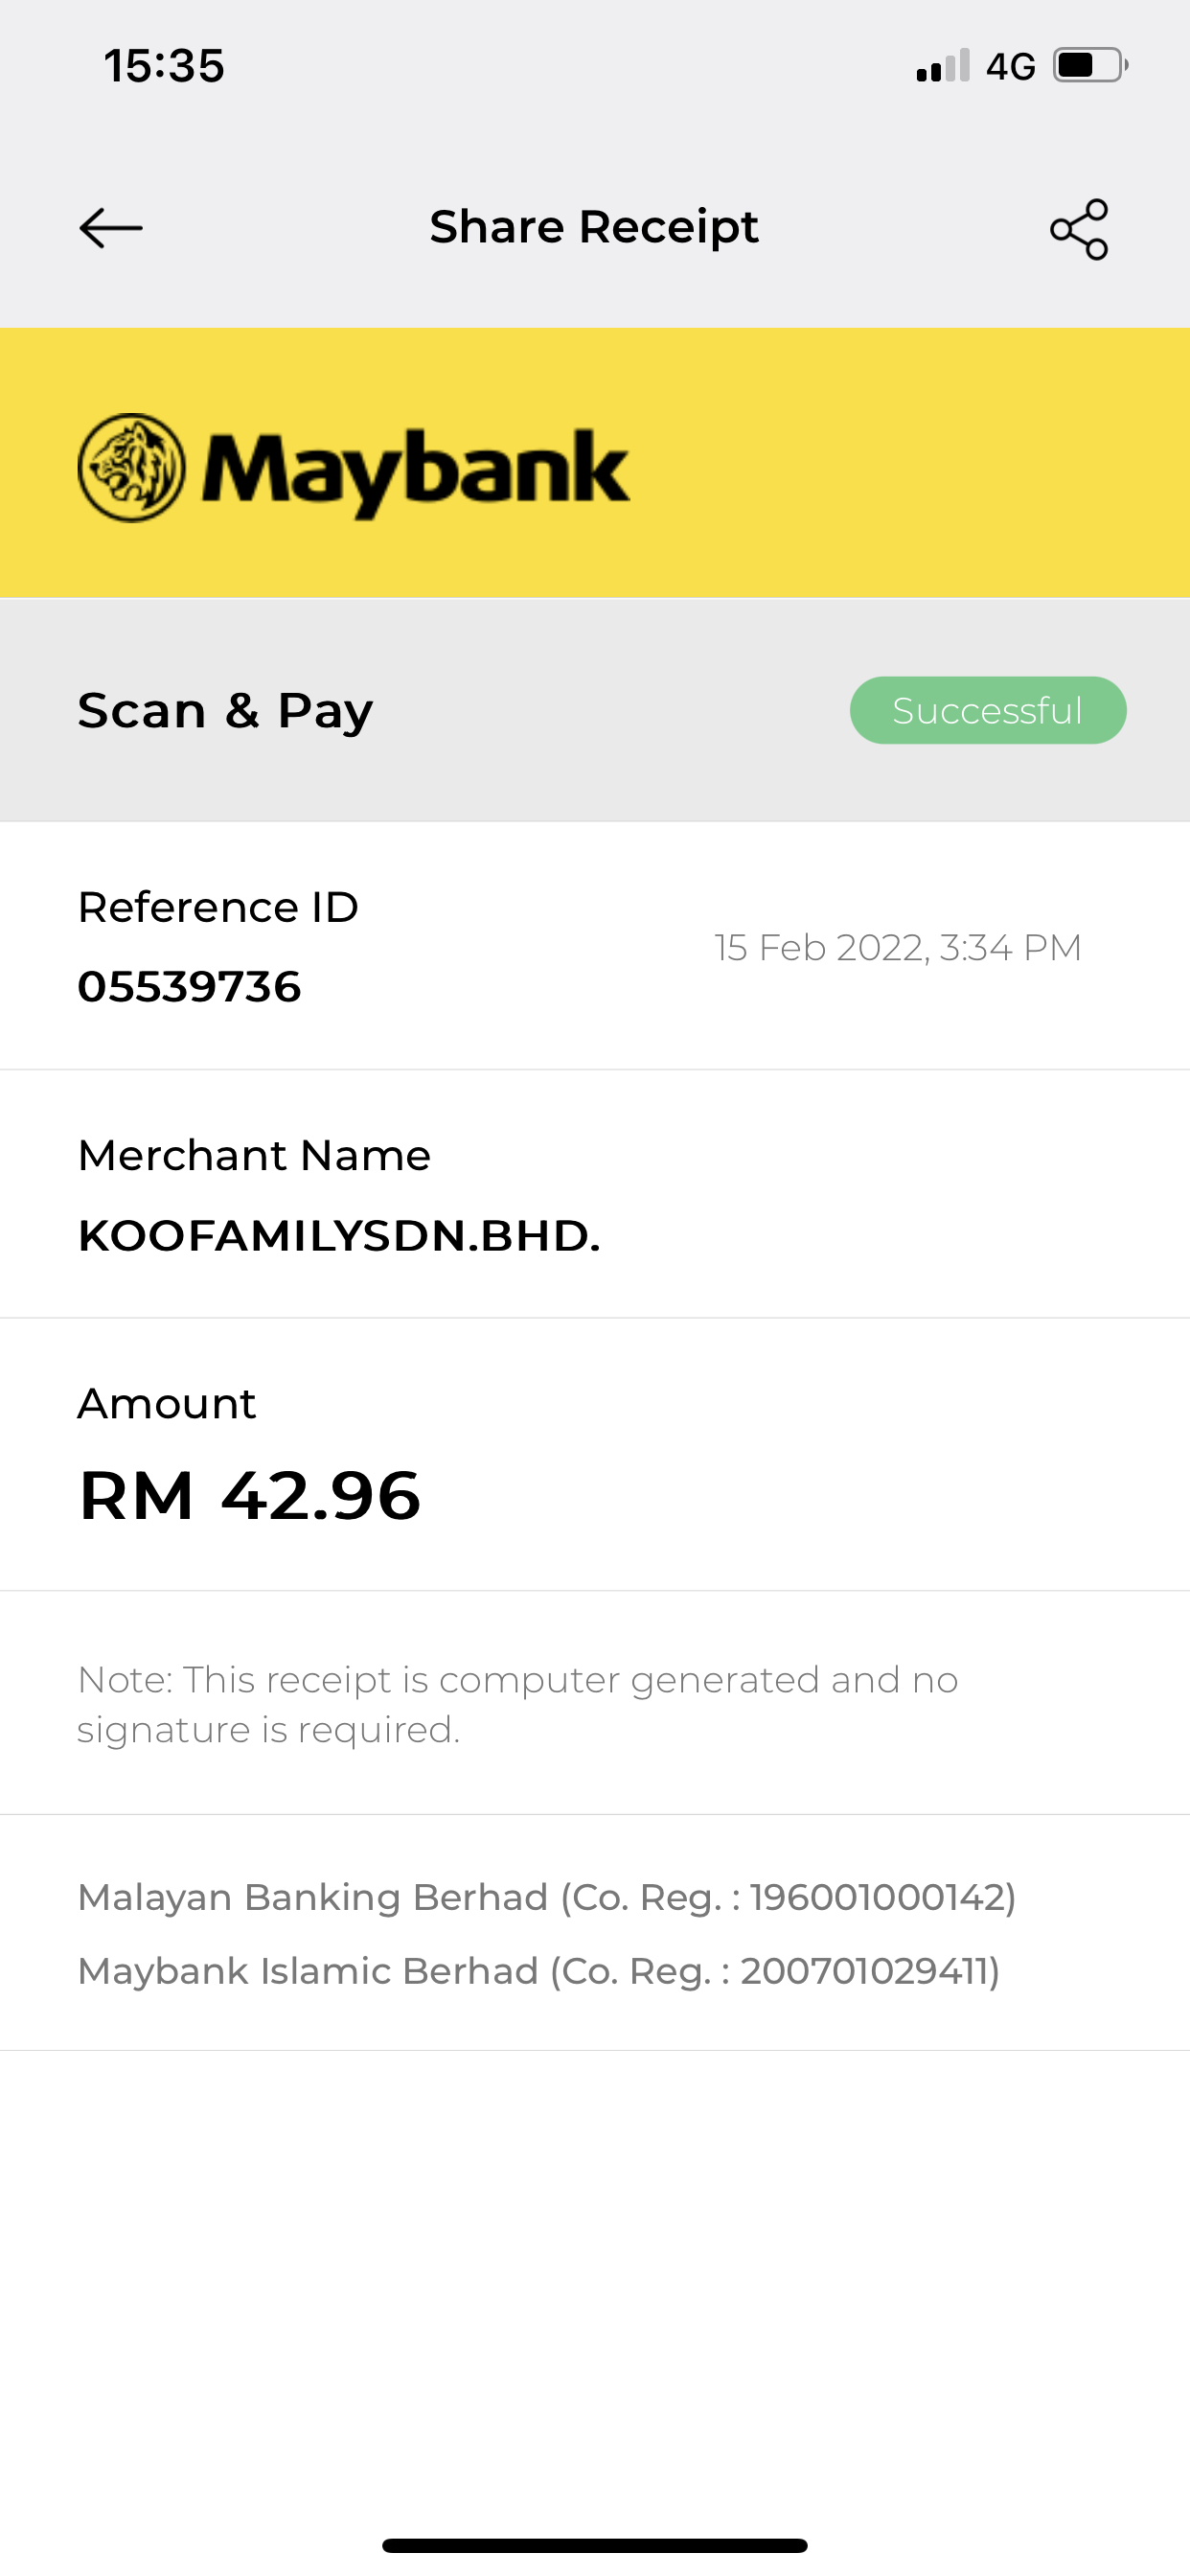 15:35
4G
Share Receipt
Maybank
Scan & Pay
Successful
Reference ID
15 Feb 2022, 3:34 PM
05539736
Merchant Name
KOOFAMILYSDN.BHD.
Amount
RM 42.96
Note: This receipt is computer generated and no
signature is required.
Malayan Banking Berhad (Co. Reg. : 196001000142)
Maybank Islamic Berhad (Co. Reg. : 200701029411)